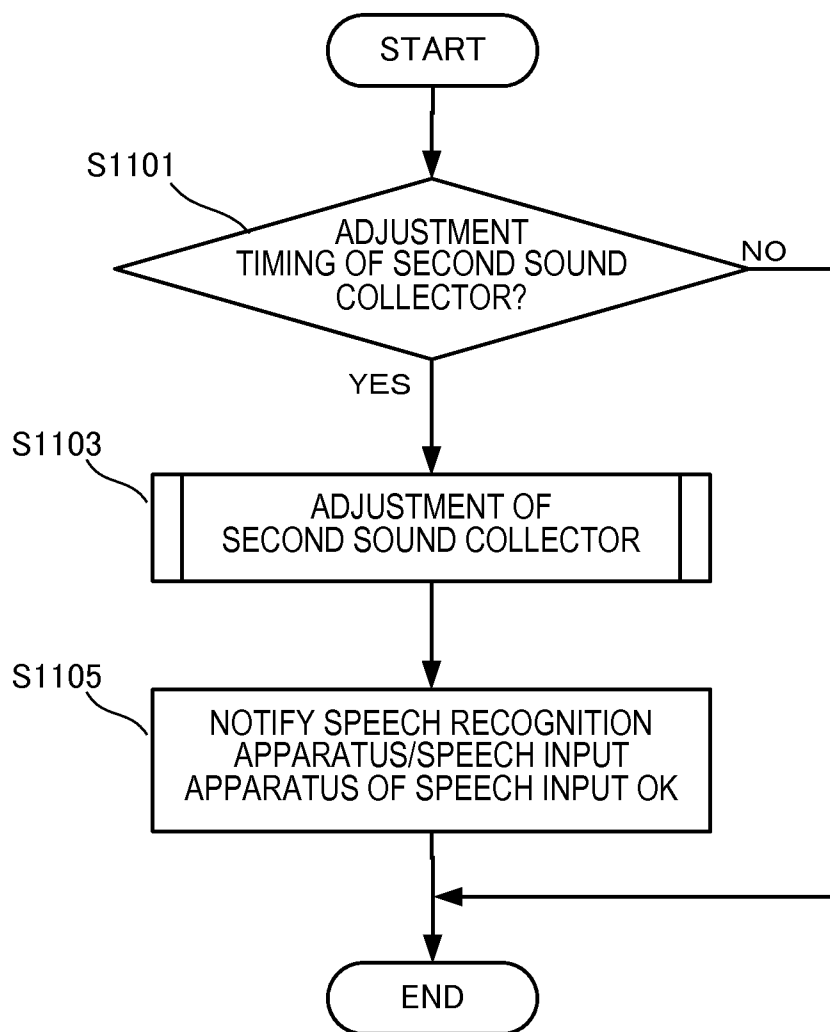 START
S1101
ADJUSTMENT
TIMING OF SECOND SOUND
COLLECTOR?
NO
YES
S1103
ADJUSTMENT OF
SECOND SOUND COLLECTOR
S1105
NOTIFY SPEECH RECOGNITION
APPARATUS/SPEECH INPUT
APPARATUS OF SPEECH INPUT OK
END